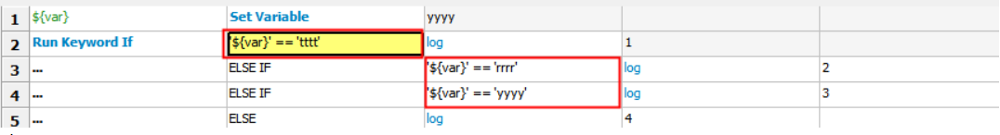 1 ${var} Set Variable yyyy
2 Run Keyword If '${var}' == 'tttt' log 1
3 ... ELSE IF '${var}' == 'rrrr' log 2
4 ... ELSE IF '${var}' == 'yyyy' log 3
5 ... ELSE log 4